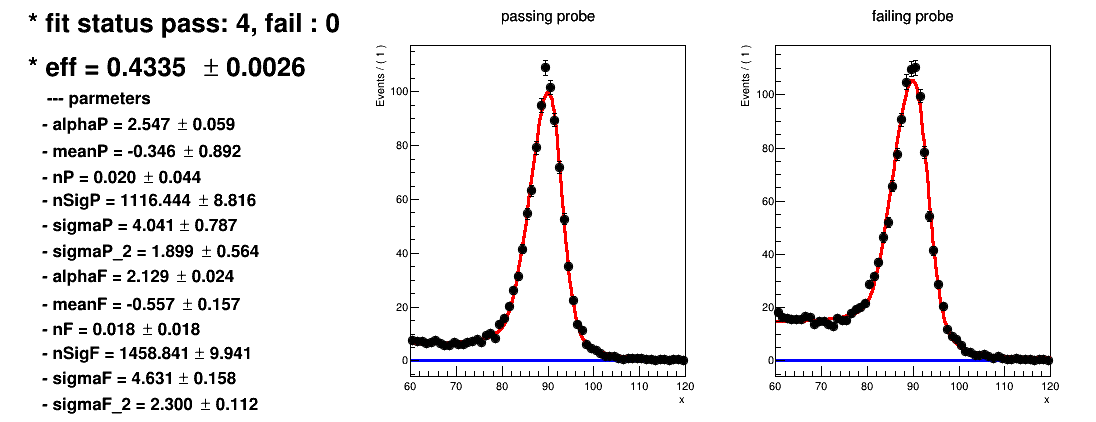 * fit status pass: 4, fail : 0
* eff = 0.4335 ± 0.0026
--- parmeters
- alphaP = 2.547 ± 0.059
- meanP = -0.346 ± 0.892
- nP = 0.020 ± 0.044
- nSigP = 1116.444 ± 8.816
- sigmaP = 4.041 ± 0.787
- sigmaP_2 = 1.899 ± 0.564
- alphaF = 2.129 ± 0.024
- meanF = -0.557 ± 0.157
- nF = 0.018 ± 0.018
- nSigF = 1458.841 ± 9.941
- sigmaF = 4.631 ± 0.158
- sigmaF_2 = 2.300 ± 0.112
passing probe
Events / ( 1 )
100
80
60
40
20
0
60 70 80 90 100 110 120
x
failing probe
Events / ( 1 )
100
80
60
40
20
0
60 70 80 90 100 110 120
x